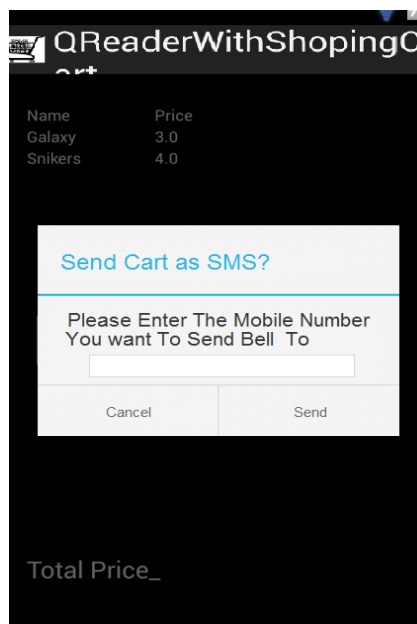 QReaderWithShopingC
art
Name Price
Galaxy 3.0
Snikers 4.0
Send Cart as SMS?
Please Enter The Mobile Number
You want To Send Bell To
Cancel Send
Total Price_